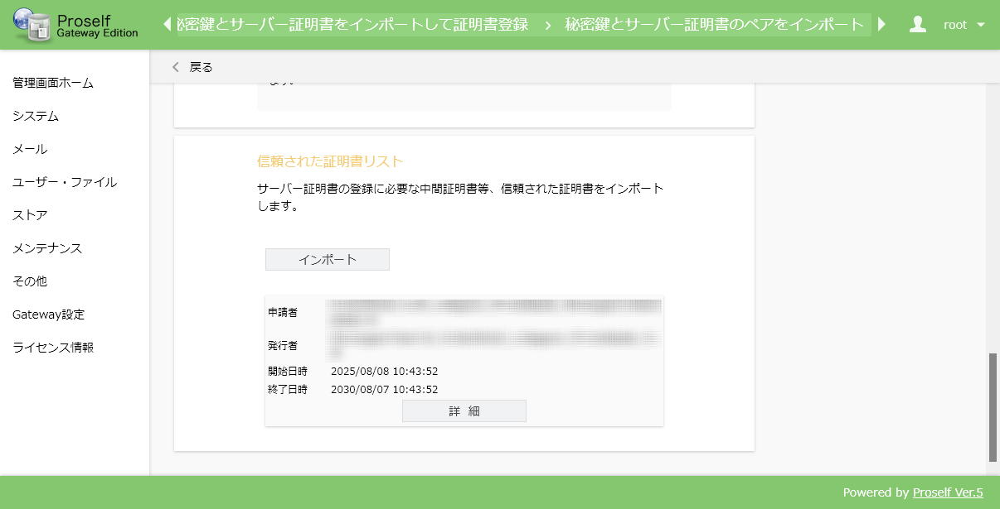 Proself
Gateway Edition
秘密鍵とサーバー証明書をインポートして証明書登録 › 秘密鍵とサーバー証明書のペアをインポート
root
戻る
管理画面ホーム
システム
メール
ユーザー・ファイル
ストア
メンテナンス
その他
Gateway設定
ライセンス情報
ます。
信頼された証明書リスト
サーバー証明書の登録に必要な中間証明書等、信頼された証明書をインポート
します。
インポート
申請者
発行者
開始日時 2025/08/08 10:43:52
終了日時 2030/08/07 10:43:52
詳 細
Powered by Proself Ver.5